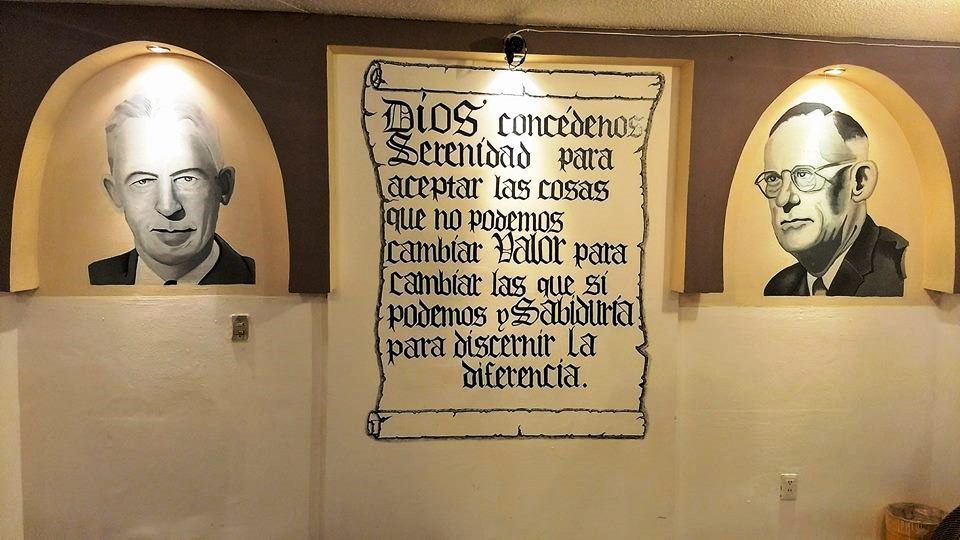 Dios concédenos
Serenidad para
aceptar las cosas
que no podemos
cambiar Valor para
cambiar las que si
podemos y Sabiduría
para discernir la
diferencia.